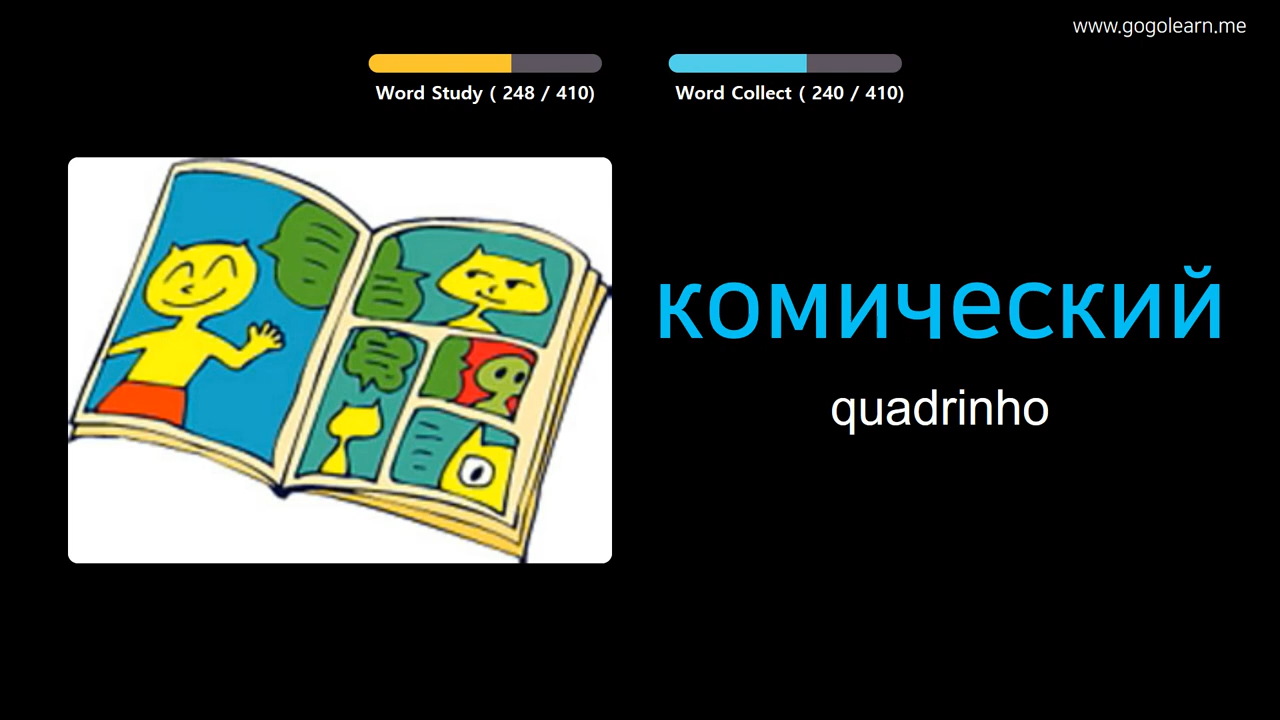 www.gogolearn.me
Word Study ( 248 / 410)
Word Collect ( 240 / 410)
комический
quadrinho